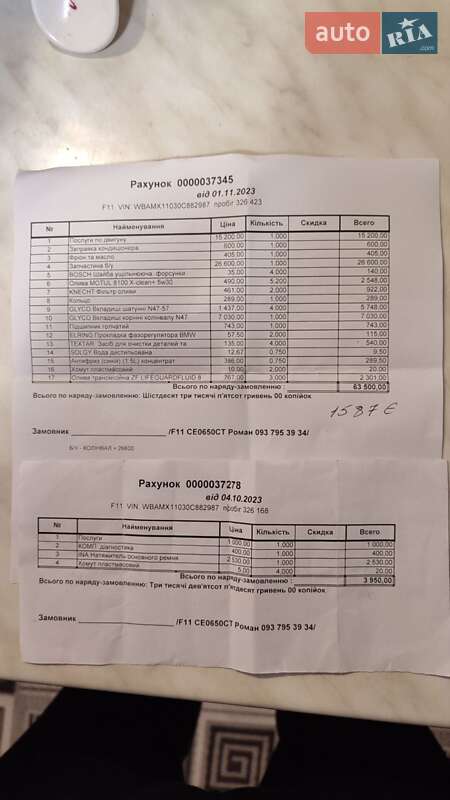 auto RIA.com
Рахунок 0000037345
від 01.11.2023
F11 VIN: WBAMX11030C882987 пробіг 326 423
№ Найменування Ціна Кількість Скидка Всего
1 Послуги по двигуну 15 200,00 1,000 15 200,00
2 Заправка кондиціонера 600,00 1,000 600,00
3 Фріон та масло 405,00 1,000 405,00
4 Запчастина б/у 26 600,00 1,000 26 600,00
5 BOSCH Шайба ущільнююча форсунки 35,00 4,000 140,00
6 Олива MOTUL 8100 X-clean+ 5w30 490,00 5,200 2 548,00
7 KNECHT Фільтр оливи 461,00 2,000 922,00
8 Кольцо 289,00 1,000 289,00
9 GLYCO Вкладиші шатунні N47-57 1 437,00 4,000 5 748,00
10 GLYCO Вкладиші корінні колінвалу N47 7 030,00 1,000 7 030,00
11 Підшипник голчатий 743,00 1,000 743,00
12 ELRING Прокладка фазорегулятора BMW 57,50 2,000 115,00
13 TEXTAR Засіб для очистки деталей та 135,00 4,000 540,00
14 SOLGY Вода дистильована 12,67 0,750 9,50
15 Антифриз (синій) (1.5L) концентрат 386,00 0,750 289,50
16 Хомут пластмасовий 10,00 2,000 20,00
17 Олива трансмісійна ZF LIFEGUARDFLUID 8 767,00 3,000 2 301,00
Всього по наряду-замовленню : 63 500,00
Всього по наряду-замовленню: Шістдесят три тисячі п'ятсот гривень 00 копійок
1587 €
Замовник /F11 CE0650CT Роман 093 795 39 34/
Б/У - КОЛІНВАЛ = 26600
Рахунок 0000037278
від 04.10.2023
F11 VIN: WBAMX11030C882987 пробіг 326 168
№ Найменування Ціна Кількість Скидка Всего
1 Послуги 1 000,00 1,000 1 000,00
2 КОМП. діагностика 400,00 1,000 400,00
3 INA Натяжитель основного ремня 2 530,00 1,000 2 530,00
4 Хомут пластмасовий 5,00 4,000 20,00
Всього по наряду-замовленню : 3 950,00
Всього по наряду-замовленню: Три тисячі дев'ятсот п'ятдесят гривень 00 копійок
Замовник /F11 CE0650CT Роман 093 795 39 34/